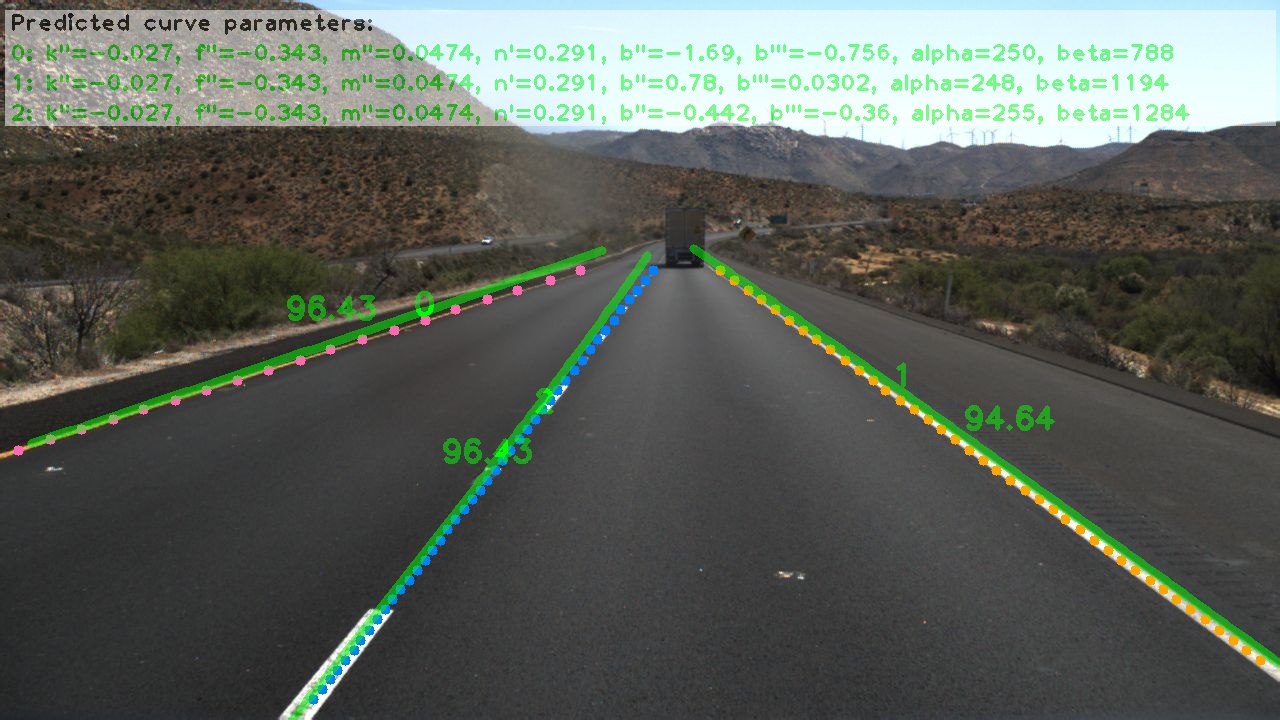 Predicted curve parameters:
0: k''=-0.027, f''=-0.343, m''=0.0474, n'=0.291, b''=-1.69, b'''=-0.756, alpha=250, beta=788
1: k''=-0.027, f''=-0.343, m''=0.0474, n'=0.291, b''=0.78, b'''=0.0302, alpha=248, beta=1194
2: k''=-0.027, f''=-0.343, m''=0.0474, n'=0.291, b''=-0.442, b'''=-0.36, alpha=255, beta=1284
96.43 0
1
2
94.64
96.43